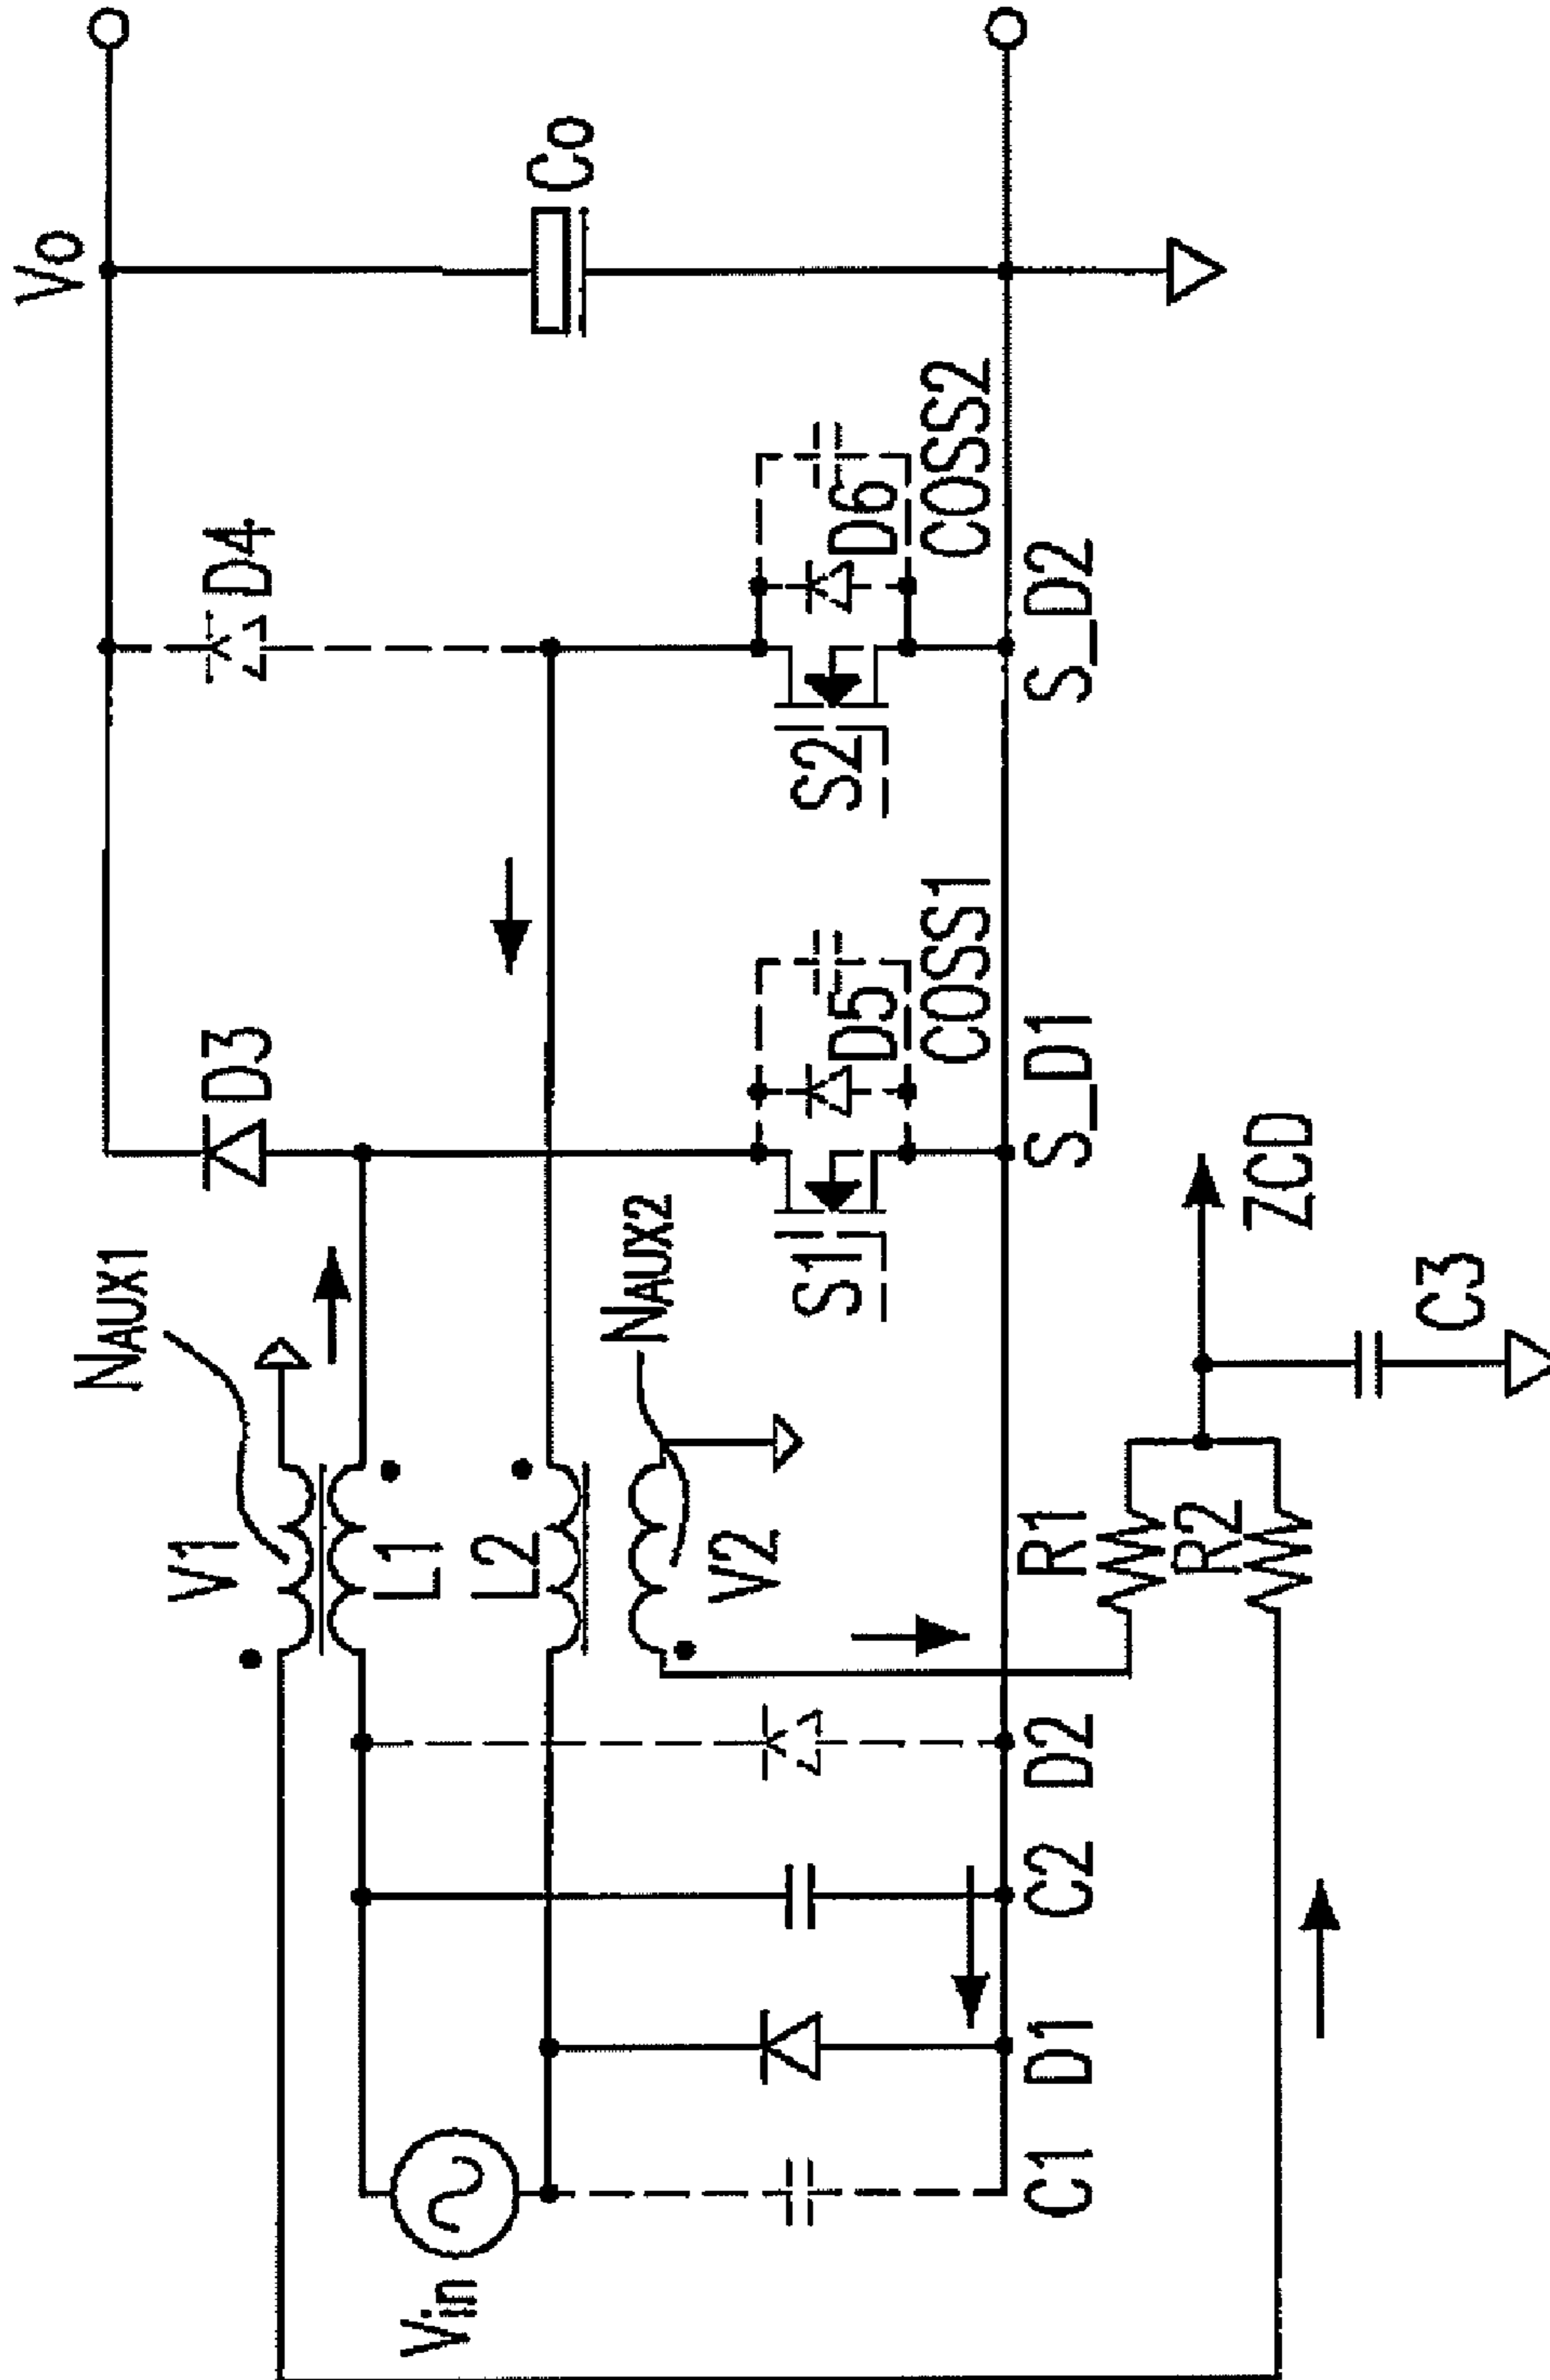 Vo
Co
D4
D3
NAUX1
V1
L1
L2
NAUX2
V2
Vin
S2
D6
COSS2
S1
D5
COSS1
S_D2
S_D1
C1
D1
C2
D2
R1
R2
ZCD
C3